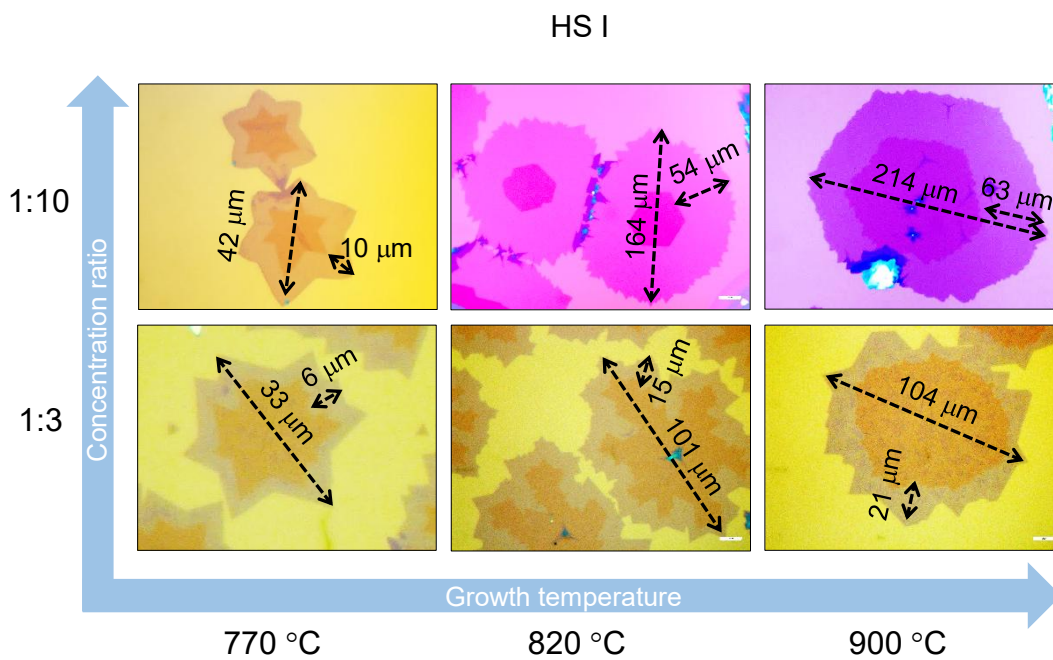 HS I
Concentration ratio
1:10
42 μm
10 μm
164 μm
54 μm
214 μm
63 μm
1:3
33 μm
6 μm
101 μm
15 μm
104 μm
21 μm
Growth temperature
770 °C
820 °C
900 °C